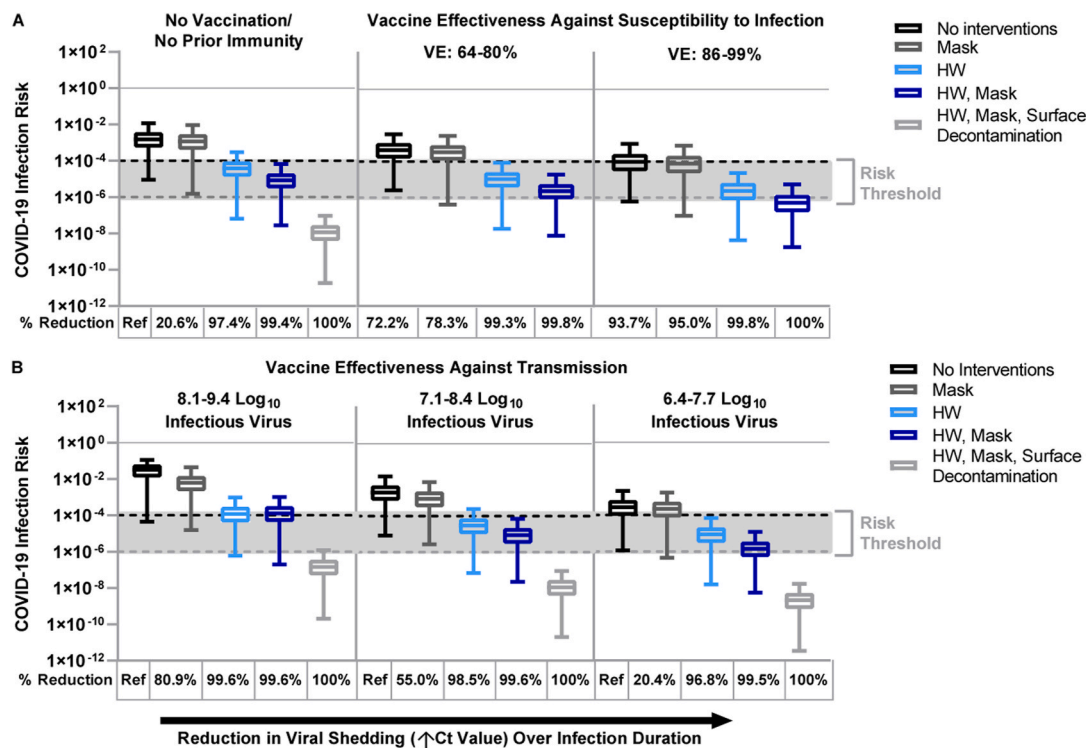 A
No Vaccination/
No Prior Immunity
Vaccine Effectiveness Against Susceptibility to Infection
VE: 64-80%
VE: 86-99%
No interventions
Mask
HW
HW, Mask
HW, Mask, Surface
Decontamination
COVID-19 Infection Risk
1×10²
1×10⁰
1×10⁻²
1×10⁻⁴
1×10⁻⁶
1×10⁻⁸
1×10⁻¹⁰
1×10⁻¹²
Risk
Threshold
% Reduction Ref 20.6% 97.4% 99.4% 100% 72.2% 78.3% 99.3% 99.8% 93.7% 95.0% 99.8% 100%
B
Vaccine Effectiveness Against Transmission
8.1-9.4 Log₁₀
Infectious Virus
7.1-8.4 Log₁₀
Infectious Virus
6.4-7.7 Log₁₀
Infectious Virus
No Interventions
Mask
HW
HW, Mask
HW, Mask, Surface
Decontamination
COVID-19 Infection Risk
1×10²
1×10⁰
1×10⁻²
1×10⁻⁴
1×10⁻⁶
1×10⁻⁸
1×10⁻¹⁰
1×10⁻¹²
Risk
Threshold
% Reduction Ref 80.9% 99.6% 99.6% 100% Ref 55.0% 98.5% 99.6% 100% Ref 20.4% 96.8% 99.5% 100%
Reduction in Viral Shedding (↑Ct Value) Over Infection Duration